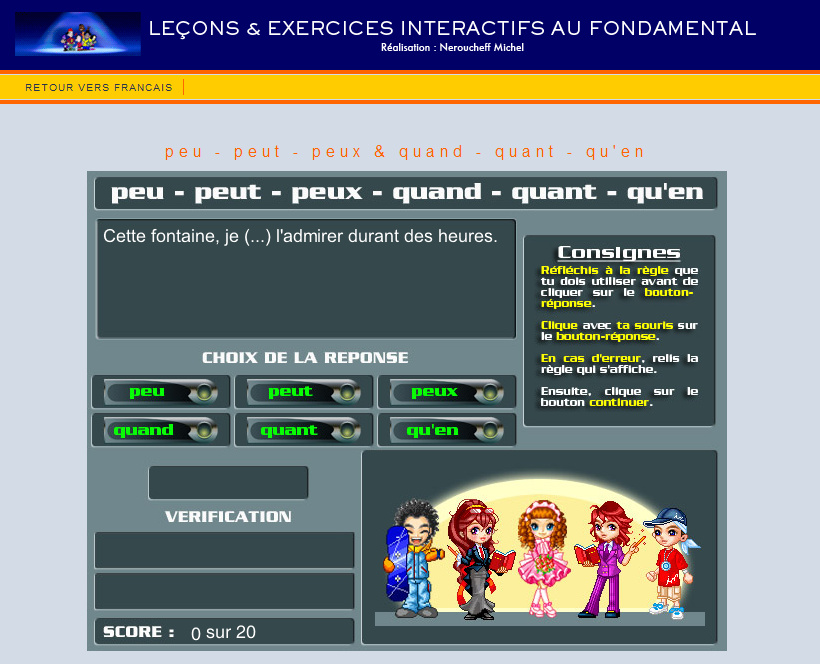 LEÇONS & EXERCICES INTERACTIFS AU FONDAMENTAL
Réalisation : Neroucheff Michel
RETOUR VERS FRANCAIS
peu - peut - peux & quand - quant - qu'en
peu - peut - peux - quand - quant - qu'en
Cette fontaine, je (...) l'admirer durant des heures.
Consignes
Réfléchis à la règle que
tu dois utiliser avant de
cliquer sur le bouton-
réponse.
Clique avec ta souris sur
le bouton-réponse.
En cas d'erreur, relis la
règle qui s'affiche.
Ensuite, clique sur le
bouton continuer.
CHOIX DE LA REPONSE
peu peut peux
quand quant qu'en
VERIFICATION
SCORE : 0 sur 20